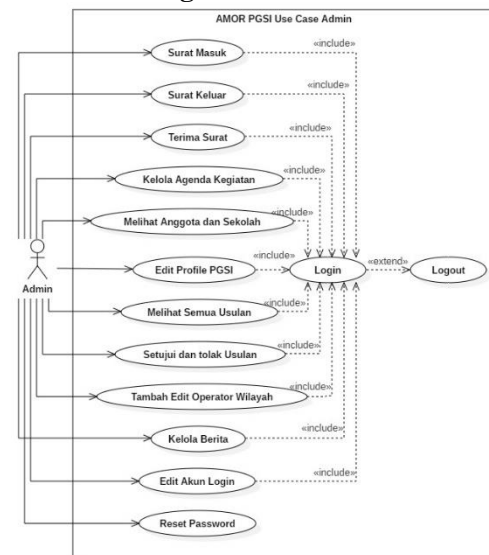 AMOR PGSI Use Case Admin
Surat Masuk
«include»
Surat Keluar
«include»
Terima Surat
«include»
Kelola Agenda Kegiatan
«include»
Melihat Anggota dan Sekolah
«include»
Edit Profile PGSI
«include»
Login
«extend»
Logout
Admin
Melihat Semua Usulan
«include»
Setujui dan tolak Usulan
«include»
Tambah Edit Operator Wilayah
«include»
Kelola Berita
«include»
Edit Akun Login
«include»
Reset Password